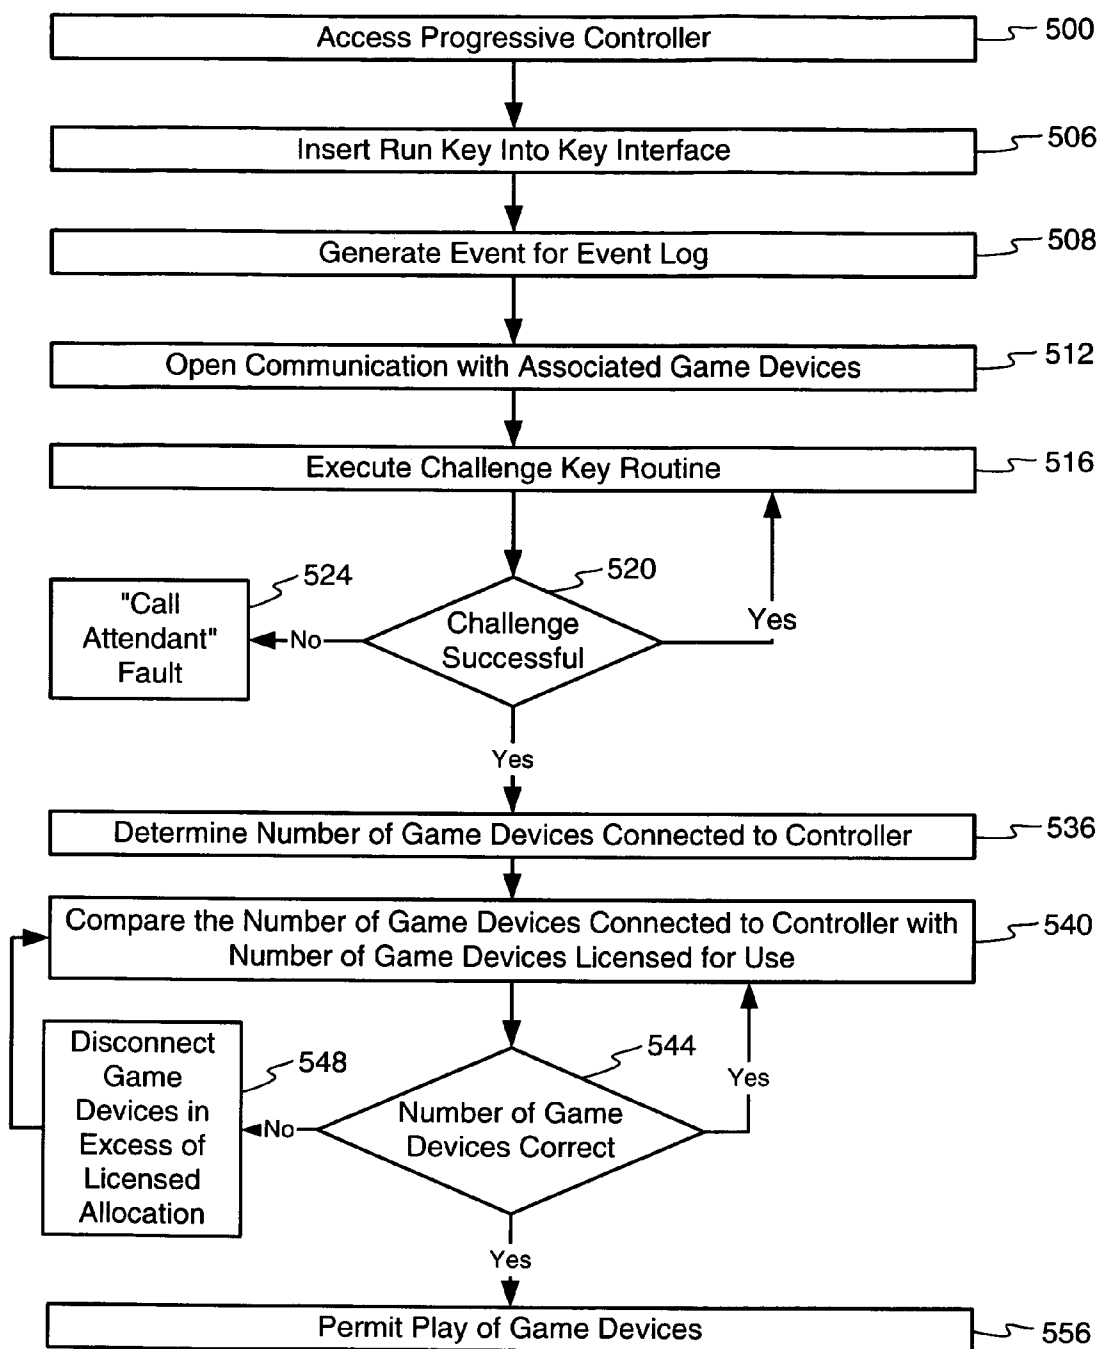 Access Progressive Controller
500
Insert Run Key Into Key Interface
506
Generate Event for Event Log
508
Open Communication with Associated Game Devices
512
Execute Challenge Key Routine
516
"Call
Attendant"
Fault
524
No
Challenge
Successful
520
Yes
Yes
Determine Number of Game Devices Connected to Controller
536
Compare the Number of Game Devices Connected to Controller with
Number of Game Devices Licensed for Use
540
Disconnect
Game
Devices in
Excess of
Licensed
Allocation
548
No
Number of Game
Devices Correct
544
Yes
Yes
Permit Play of Game Devices
556